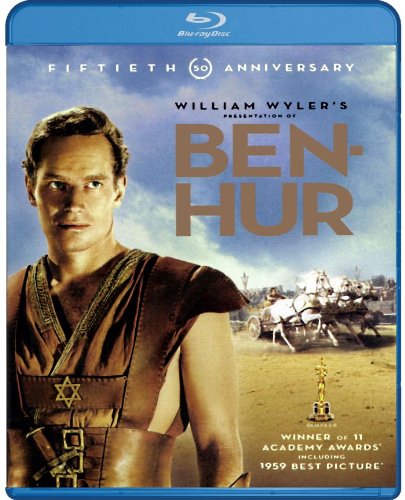 Blu-ray Disc
FIFTIETH 50 ANNIVERSARY
WILLIAM WYLER'S
PRESENTATION OF
BEN-
HUR
WINNER OF 11
ACADEMY AWARDS®
INCLUDING
1959 BEST PICTURE*